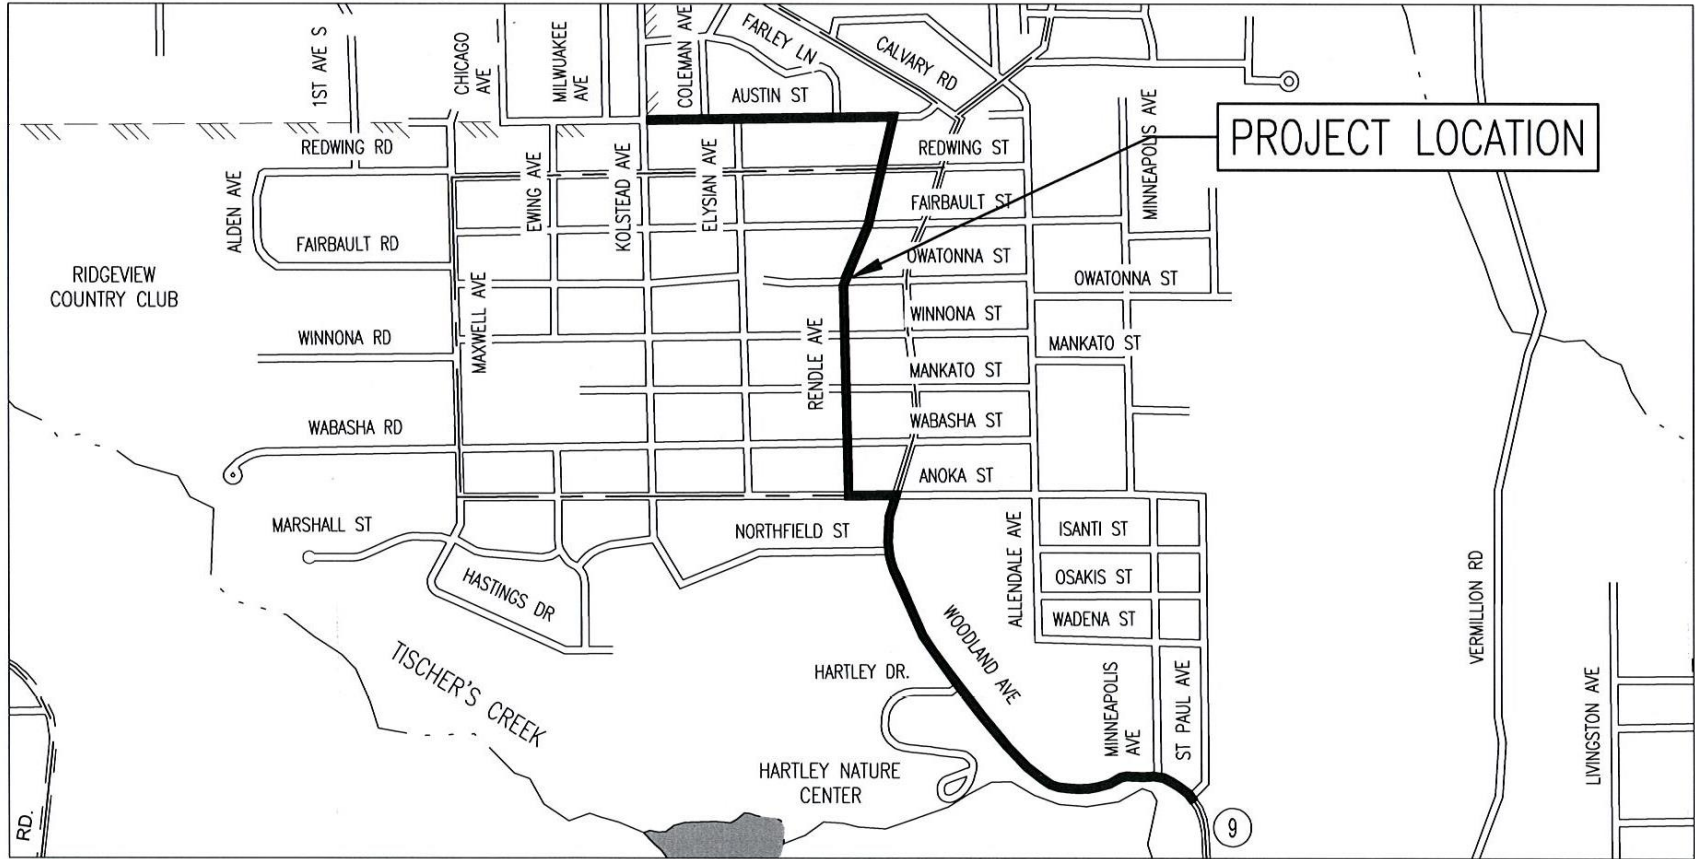 1ST AVE S
CHICAGO
AVE
MILWUAKEE
AVE
COLEMAN AVE
FARLEY LN
CALVARY RD
AUSTIN ST
MINNEAPOLIS AVE
PROJECT LOCATION
REDWING RD
REDWING ST
ALDEN AVE
EWING AVE
KOLSTEAD AVE
ELYSIAN AVE
FAIRBAULT ST
FAIRBAULT RD
OWATONNA ST
OWATONNA ST
RIDGEVIEW
COUNTRY CLUB
MAXWELL AVE
WINNONA ST
WINNONA RD
RENDLE AVE
MANKATO ST
MANKATO ST
WABASHA RD
WABASHA ST
ANOKA ST
MARSHALL ST
NORTHFIELD ST
ALLENDALE AVE
ISANTI ST
OSAKIS ST
WADENA ST
HASTINGS DR
VERMILLION RD
WOODLAND AVE
TISCHER'S CREEK
HARTLEY DR.
MINNEAPOLIS
AVE
ST PAUL AVE
LIVINGSTON AVE
HARTLEY NATURE
CENTER
RD.
9